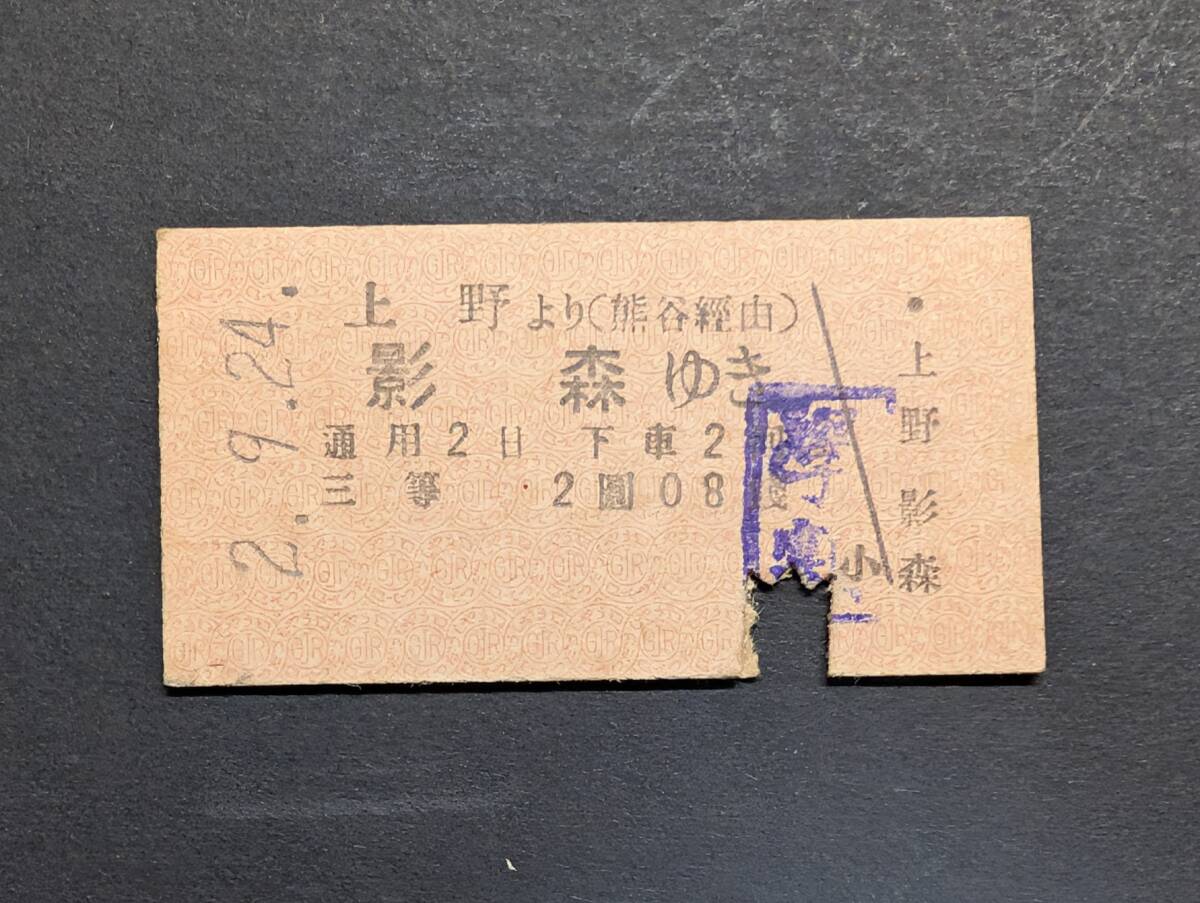 2.9.24
上野より(熊谷經由)
影森ゆき
通用2日 下車2
三等 2圓08
小
上野影森